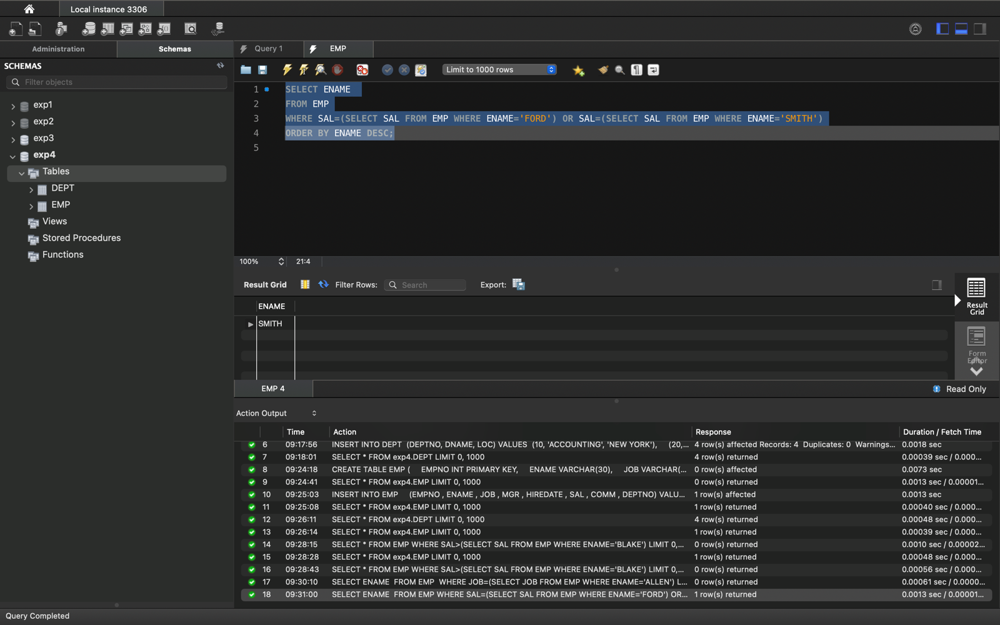 Local instance 3306
Administration
Schemas
Query 1
EMP
SCHEMAS
Filter objects
exp1
exp2
exp3
exp4
Tables
DEPT
EMP
Views
Stored Procedures
Functions
Limit to 1000 rows
1 SELECT ENAME
2 FROM EMP
3 WHERE SAL=(SELECT SAL FROM EMP WHERE ENAME='FORD') OR SAL=(SELECT SAL FROM EMP WHERE ENAME='SMITH')
4 ORDER BY ENAME DESC;
5
100% 21:4
Result Grid Filter Rows: Search Export:
ENAME
SMITH
Result
Grid
Form
Editor
EMP 4
Read Only
Action Output
Time Action Response Duration / Fetch Time
6 09:17:56 INSERT INTO DEPT (DEPTNO, DNAME, LOC) VALUES (10, 'ACCOUNTING', 'NEW YORK'), (20,... 4 row(s) affected Records: 4 Duplicates: 0 Warnings... 0.0018 sec
7 09:18:01 SELECT * FROM exp4.DEPT LIMIT 0, 1000 4 row(s) returned 0.00039 sec / 0.000...
8 09:24:18 CREATE TABLE EMP ( EMPNO INT PRIMARY KEY, ENAME VARCHAR(30), JOB VARCHAR(... 0 row(s) affected 0.0073 sec
9 09:24:41 SELECT * FROM exp4.EMP LIMIT 0, 1000 0 row(s) returned 0.0013 sec / 0.00001...
10 09:25:03 INSERT INTO EMP (EMPNO , ENAME , JOB , MGR , HIREDATE , SAL , COMM , DEPTNO) VALU... 1 row(s) affected 0.0013 sec
11 09:25:08 SELECT * FROM exp4.EMP LIMIT 0, 1000 1 row(s) returned 0.00040 sec / 0.000...
12 09:26:11 SELECT * FROM exp4.DEPT LIMIT 0, 1000 4 row(s) returned 0.00048 sec / 0.000...
13 09:26:14 SELECT * FROM exp4.EMP LIMIT 0, 1000 1 row(s) returned 0.00039 sec / 0.000...
14 09:28:15 SELECT * FROM EMP WHERE SAL>(SELECT SAL FROM EMP WHERE ENAME='BLAKE') LIMIT 0,... 0 row(s) returned 0.0010 sec / 0.00002...
15 09:28:28 SELECT * FROM exp4.EMP LIMIT 0, 1000 1 row(s) returned 0.00048 sec / 0.000...
16 09:28:43 SELECT * FROM EMP WHERE SAL>(SELECT SAL FROM EMP WHERE ENAME='BLAKE') LIMIT 0,... 0 row(s) returned 0.00056 sec / 0.000...
17 09:30:10 SELECT ENAME FROM EMP WHERE JOB=(SELECT JOB FROM EMP WHERE ENAME='ALLEN') L... 0 row(s) returned 0.00061 sec / 0.0000...
18 09:31:00 SELECT ENAME FROM EMP WHERE SAL=(SELECT SAL FROM EMP WHERE ENAME='FORD') OR... 1 row(s) returned 0.0013 sec / 0.00001...
Query Completed